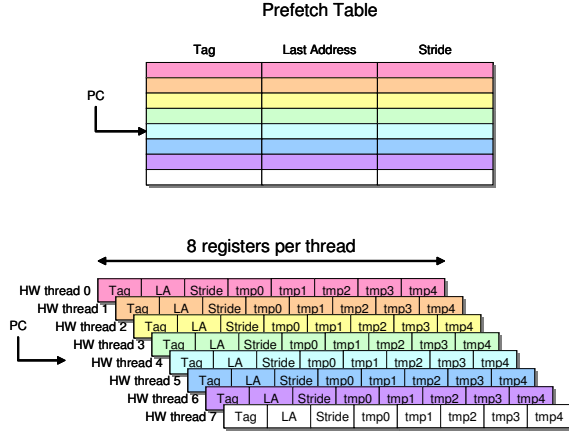 Prefetch Table
Tag Last Address Stride
PC
8 registers per thread
HW thread 0 Tag LA Stride tmp0 tmp1 tmp2 tmp3 tmp4
HW thread 1 Tag LA Stride tmp0 tmp1 tmp2 tmp3 tmp4
HW thread 2 Tag LA Stride tmp0 tmp1 tmp2 tmp3 tmp4
PC
HW thread 3 Tag LA Stride tmp0 tmp1 tmp2 tmp3 tmp4
HW thread 4 Tag LA Stride tmp0 tmp1 tmp2 tmp3 tmp4
HW thread 5 Tag LA Stride tmp0 tmp1 tmp2 tmp3 tmp4
HW thread 6 Tag LA Stride tmp0 tmp1 tmp2 tmp3 tmp4
HW thread 7 Tag LA Stride tmp0 tmp1 tmp2 tmp3 tmp4